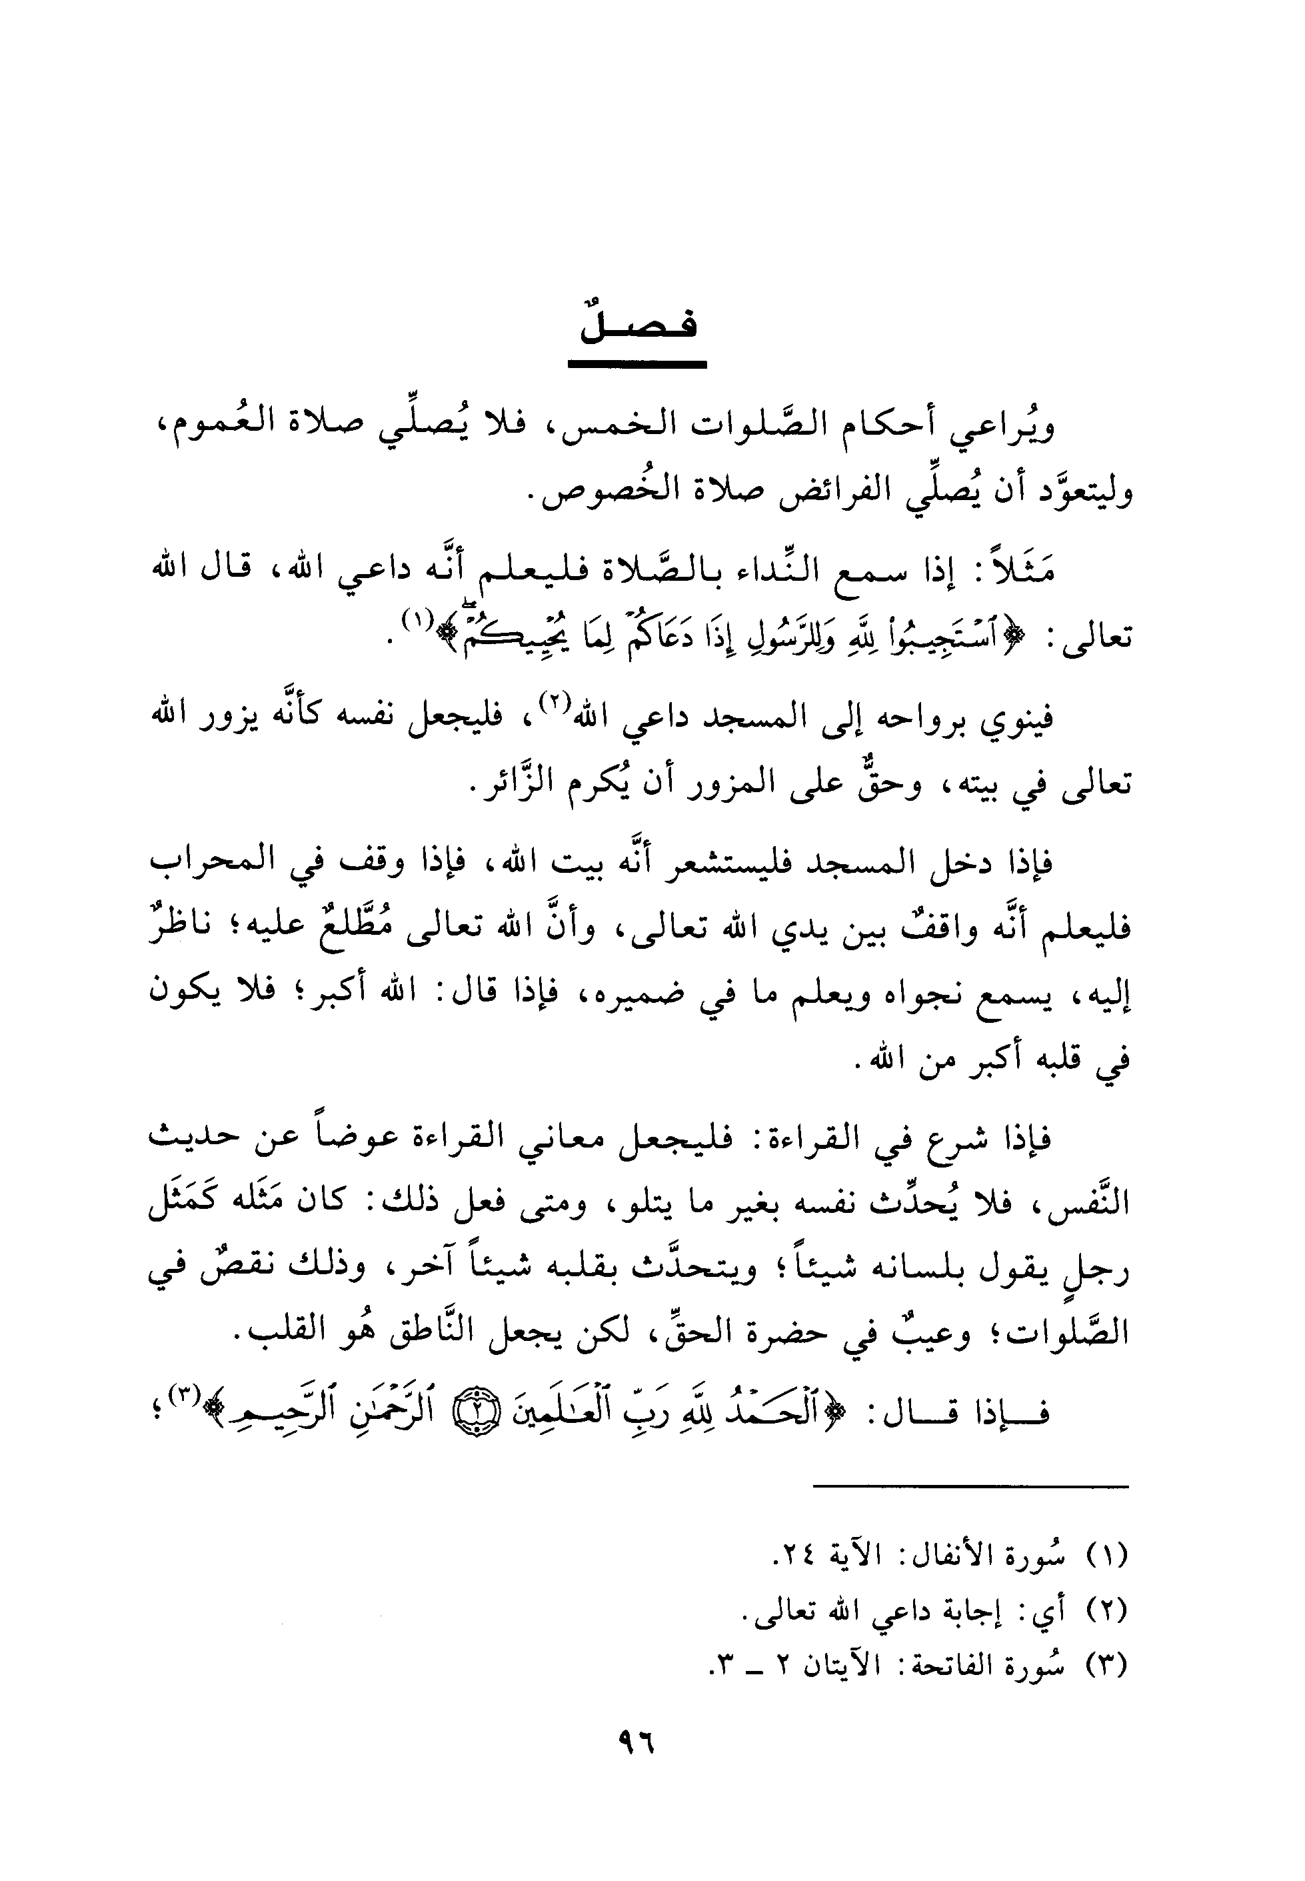 فـصـلٌ
ويُراعي أحكام الصَّلوات الخمس، فلا يُصلِّي صلاة العُموم،
وليتعوَّد أن يُصلِّي الفرائض صلاة الخُصوص.
مَثَلاً: إذا سمع النِّداء بالصَّلاة فليعلم أنَّه داعي الله، قال الله
تعالى: ﴿ٱسۡتَجِيبُواْ لِلَّهِ وَلِلرَّسُولِ إِذَا دَعَاكُمۡ لِمَا يُحۡيِيكُمۡۖ﴾(١).
فينوي برواحه إلى المسجد داعي الله(٢)، فليجعل نفسه كأنَّه يزور الله
تعالى في بيته، وحقٌّ على المزور أن يُكرم الزَّائر.
فإذا دخل المسجد فليستشعر أنَّه بيت الله، فإذا وقف في المحراب
فليعلم أنَّه واقفٌ بين يدي الله تعالى، وأنَّ الله تعالى مُطَّلعٌ عليه؛ ناظرٌ
إليه، يسمع نجواه ويعلم ما في ضميره، فإذا قال: الله أكبر؛ فلا يكون
في قلبه أكبر من الله.
فإذا شرع في القراءة: فليجعل معاني القراءة عوضاً عن حديث
النَّفس، فلا يُحدِّث نفسه بغير ما يتلو، ومتى فعل ذلك: كان مَثَله كَمَثَل
رجلٍ يقول بلسانه شيئاً؛ ويتحدَّث بقلبه شيئاً آخر، وذلك نقصٌ في
الصَّلوات؛ وعيبٌ في حضرة الحقِّ، لكن يجعل النَّاطق هُو القلب.
فـإذا قـال: ﴿ٱلۡحَمۡدُ لِلَّهِ رَبِّ ٱلۡعَٰلَمِينَ ٢ ٱلرَّحۡمَٰنِ ٱلرَّحِيمِ﴾(٣)؛
(١) سُورة الأنفال: الآية ٢٤.
(٢) أي: إجابة داعي الله تعالى.
(٣) سُورة الفاتحة: الآيتان ٢ ـ ٣.
٩٦